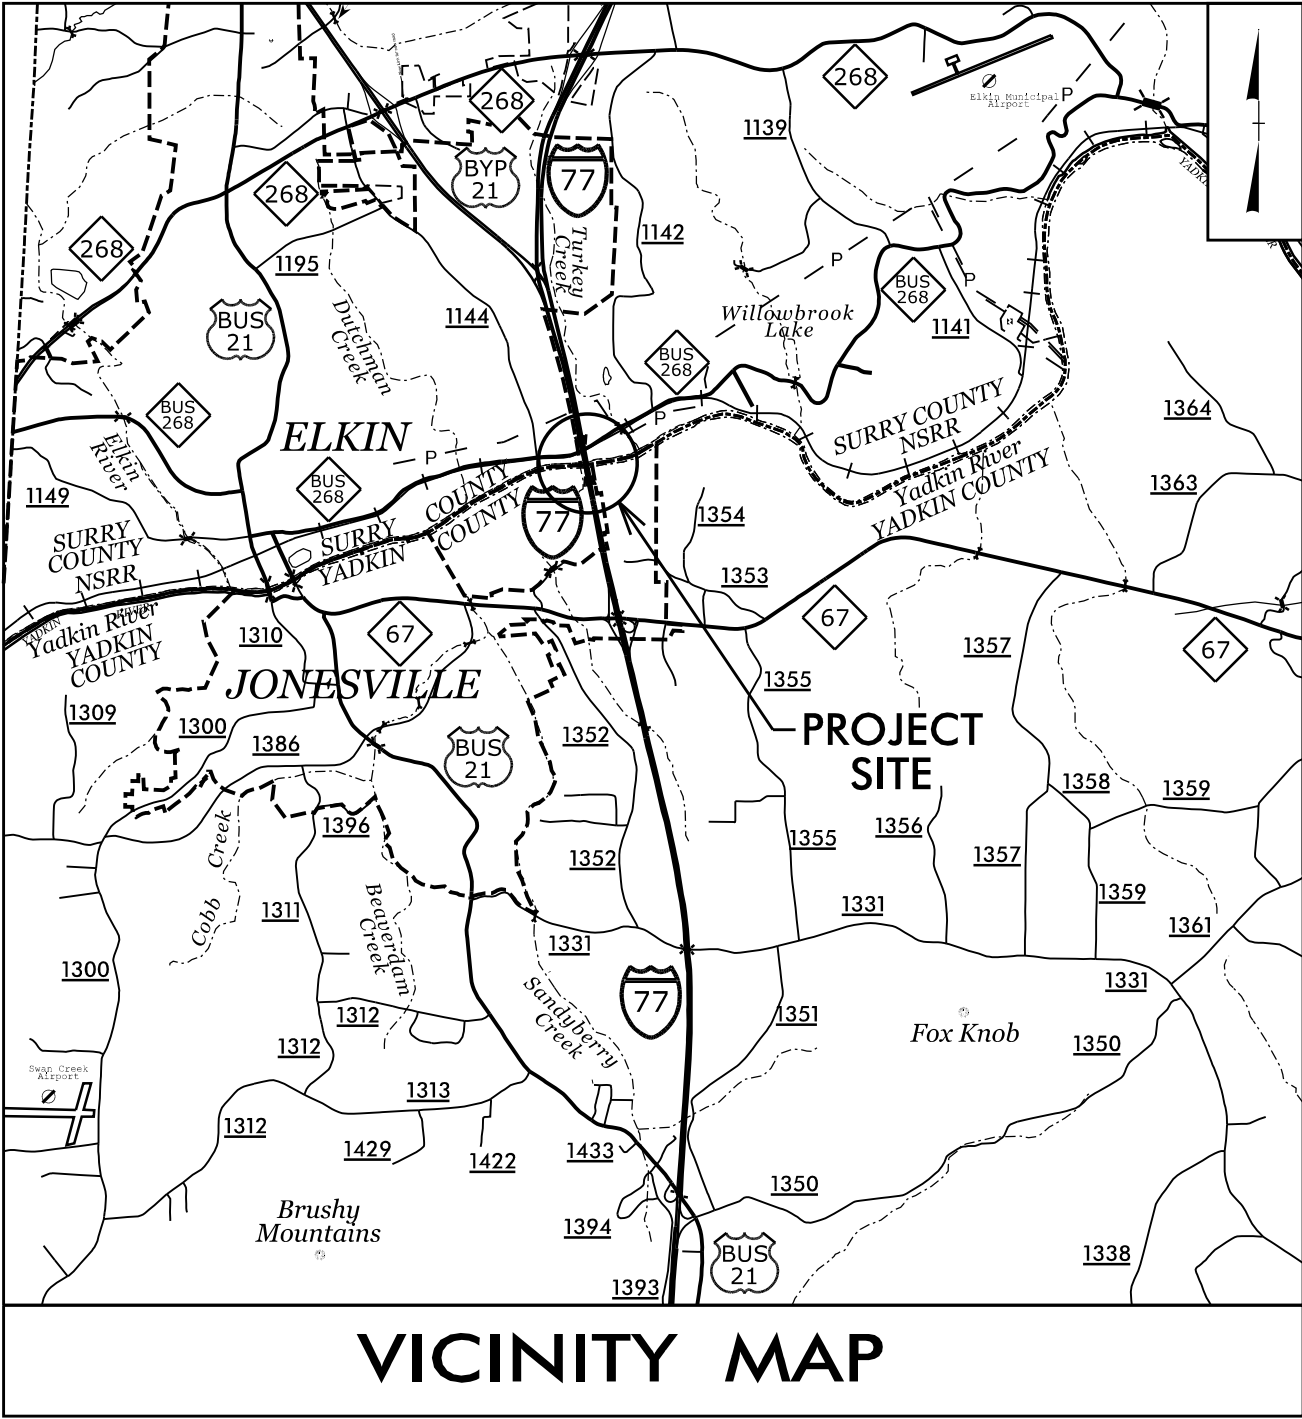 268
Elkin Municipal
Airport
268
P
1139
BYP
21
77
268
YADKIN
268
1142
Turkey
Creek
1195
P
P
BUS
268
Dutchman
Creek
BUS
21
1144
Willowbrook
Lake
1141
BUS
268
SURRY COUNTY
NSRR
1364
BUS
268
P
ELKIN
P
Elkin
River
Yadkin River
YADKIN COUNTY
1363
BUS
268
COUNTY
COUNTY
1149
77
1354
SURRY
COUNTY
NSRR
SURRY
YADKIN
1353
YADKIN
RIVER
Yadkin River
YADKIN
COUNTY
1310
67
67
67
1357
JONESVILLE
1355
1309
1300
1386
BUS
21
1352
PROJECT
SITE
1358
1359
Creek
Cobb
1396
1352
1355
1356
1357
1359
Beaverdam
Creek
1311
1331
1331
1361
1300
77
1331
Sandyberry
Creek
1312
1351
Fox Knob
1350
1312
Swan Creek
Airport
1313
1312
1429
1422
1433
1350
Brushy
Mountains
1394
BUS
21
1338
1393
VICINITY MAP